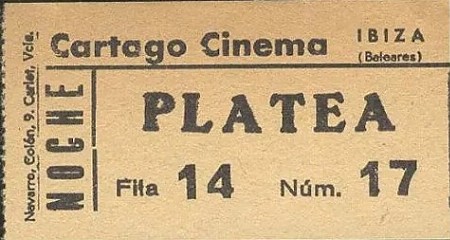 Cartago Cinema IBIZA
(Baleares)
PLATEA
Fila 14 Núm. 17
NOCHE
Navarro, Colón, 9. Carlet, Vcia.